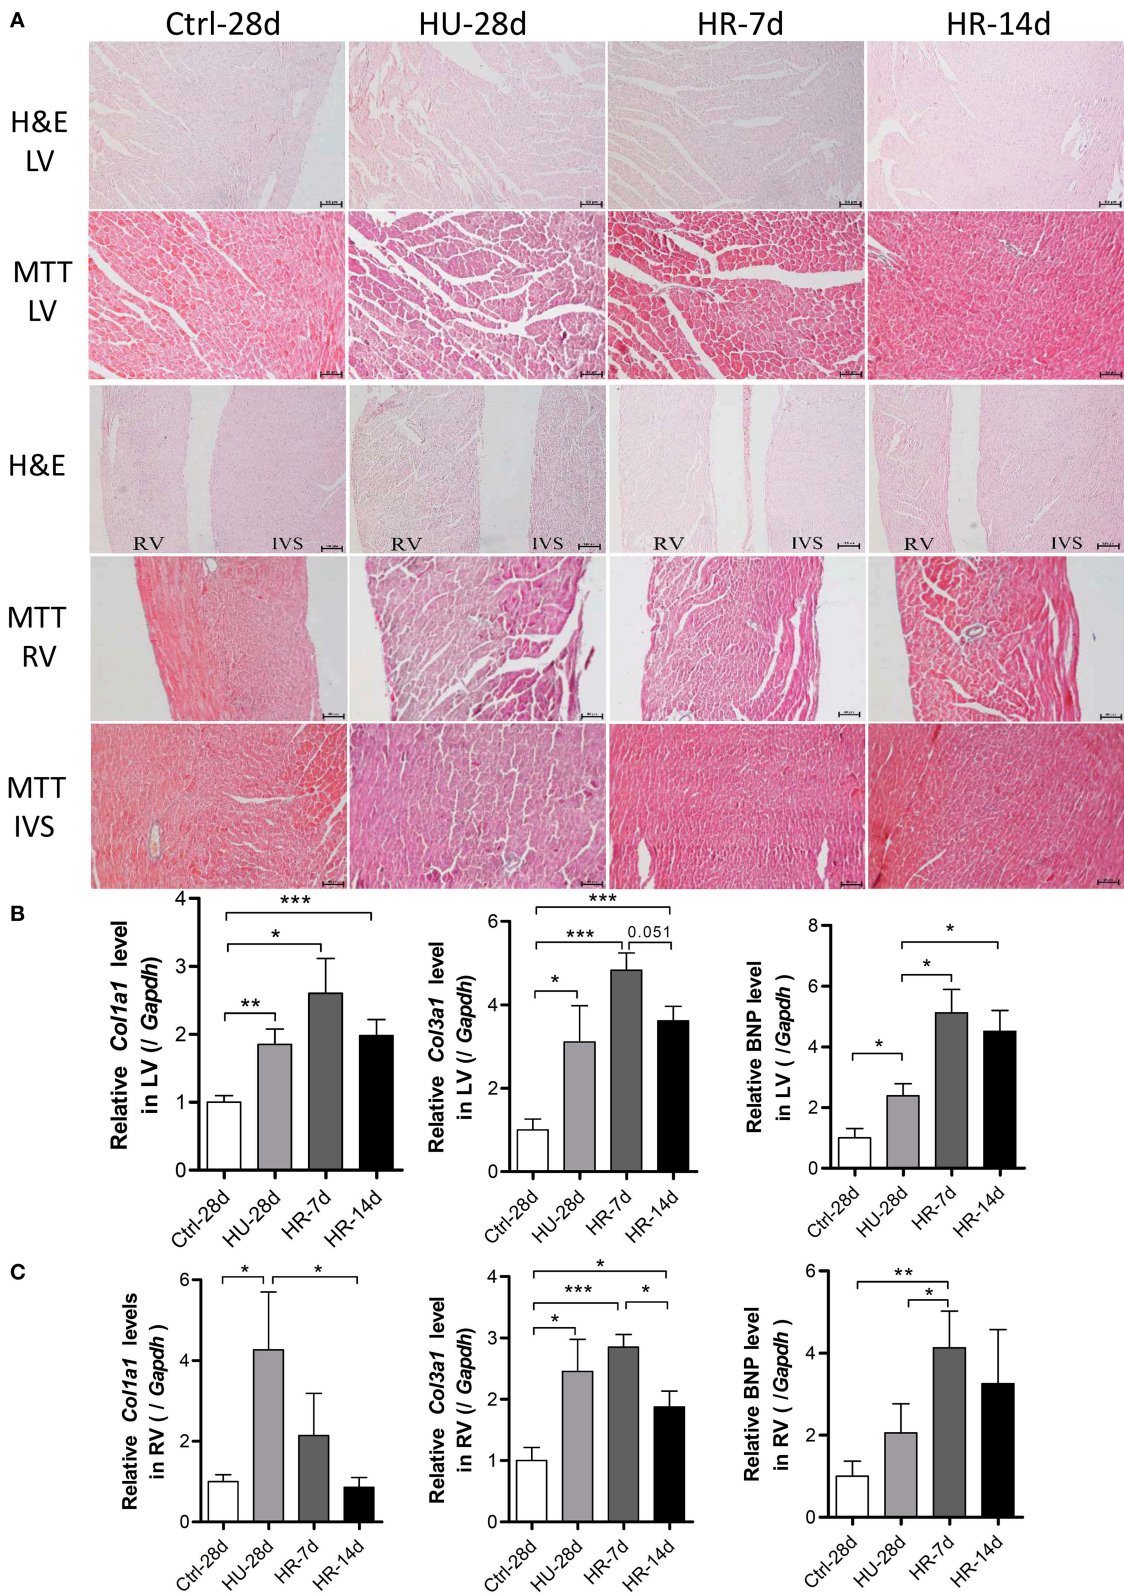 A
Ctrl-28d HU-28d HR-7d HR-14d
H&E
LV
MTT
LV
H&E
RV IVS RV IVS RV IVS RV IVS
MTT
RV
MTT
IVS
B
Relative Col1a1 level
in LV (/ Gapdh)
4
3
2
1
0
***
*
**
Ctrl-28d HU-28d HR-7d HR-14d
Relative Col3a1 level
in LV (/ Gapdh)
6
4
2
0
***
*** 0.051
*
Ctrl-28d HU-28d HR-7d HR-14d
Relative BNP level
in LV ( /Gapdh )
8
6
4
2
0
*
*
*
Ctrl-28d HU-28d HR-7d HR-14d
C
Relative Col1a1 levels
in RV ( / Gapdh)
6
4
2
0
* *
Ctrl-28d HU-28d HR-7d HR-14d
Relative Col3a1 level
in RV (/ Gapdh)
4
3
2
1
0
*
*** *
*
Ctrl-28d HU-28d HR-7d HR-14d
Relative BNP level
in RV ( /Gapdh )
6
4
2
0
**
*
Ctrl-28d HU-28d HR-7d HR-14d